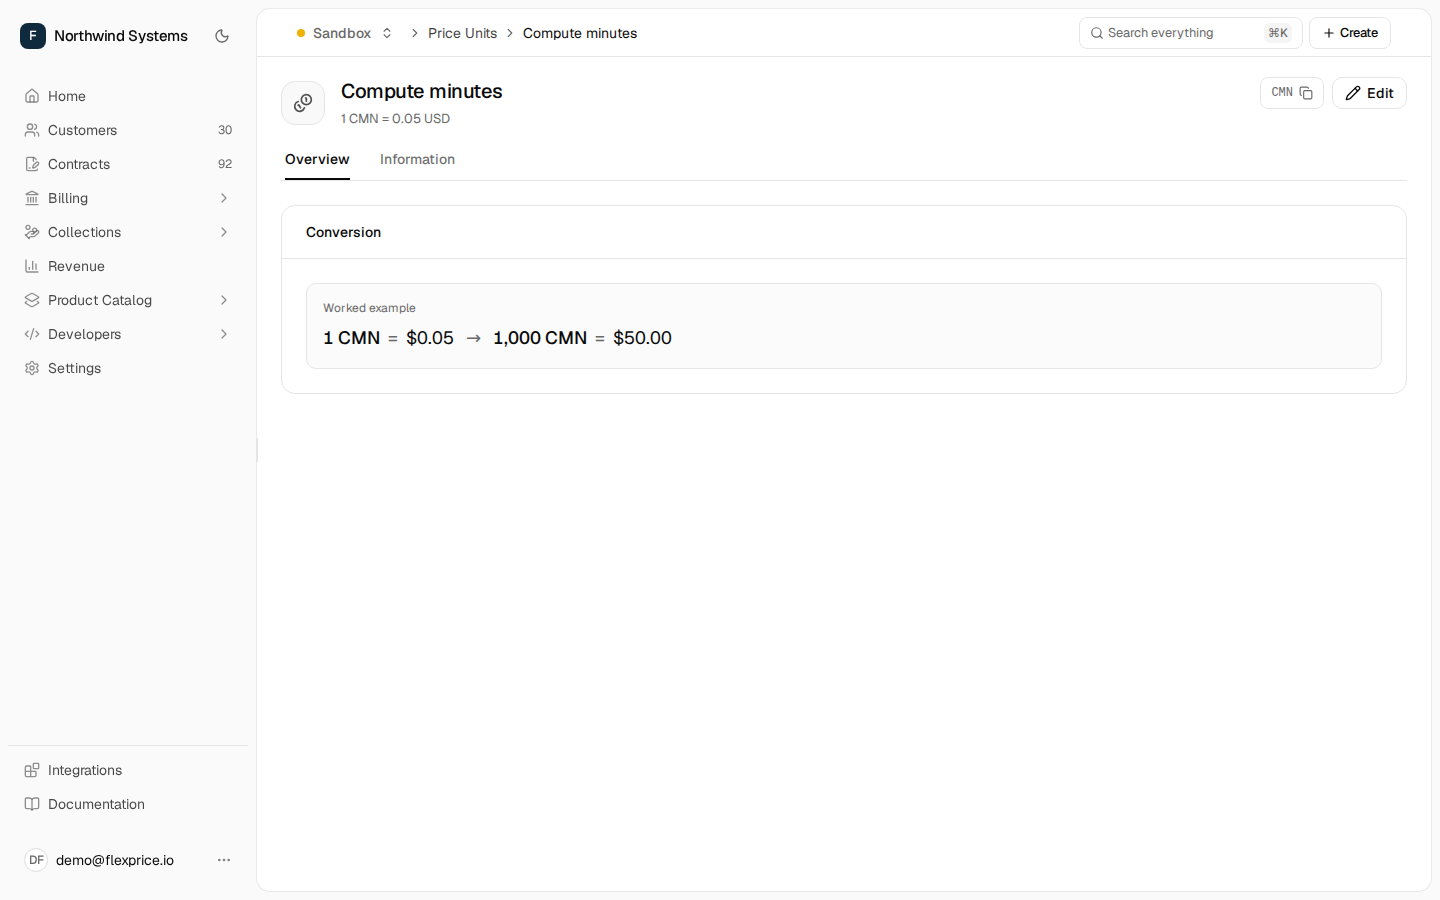 F Northwind Systems
Home
Customers 30
Contracts 92
Billing
Collections
Revenue
Product Catalog
Developers
Settings
Integrations
Documentation
DF demo@flexprice.io
Sandbox Price Units Compute minutes
Search everything ⌘K
Create
Compute minutes
1 CMN = 0.05 USD
CMN
Edit
Overview Information
Conversion
Worked example
1 CMN = $0.05 → 1,000 CMN = $50.00